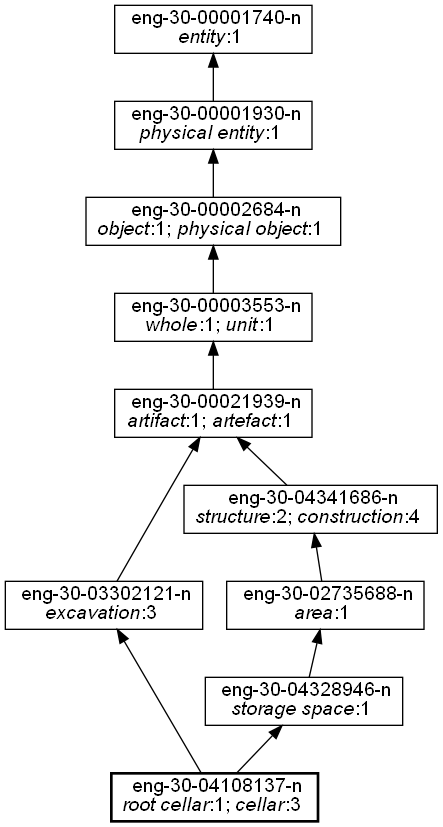 eng-30-00001740-n
entity:1
eng-30-00001930-n
physical entity:1
eng-30-00002684-n
object:1; physical object:1
eng-30-00003553-n
whole:1; unit:1
eng-30-00021939-n
artifact:1; artefact:1
eng-30-04341686-n
structure:2; construction:4
eng-30-03302121-n
excavation:3
eng-30-02735688-n
area:1
eng-30-04328946-n
storage space:1
eng-30-04108137-n
root cellar:1; cellar:3